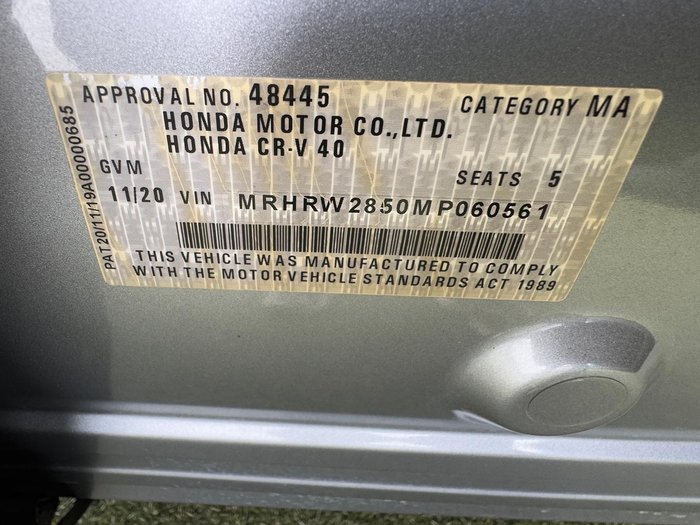 APPROVAL NO. 48445 CATEGORY MA
HONDA MOTOR CO.,LTD.
HONDA CR-V 40
GVM SEATS 5
11/20 VIN MRHRW2850MP060561
THIS VEHICLE WAS MANUFACTURED TO COMPLY
WITH THE MOTOR VEHICLE STANDARDS ACT 1989
PAT20/11/19A00000685